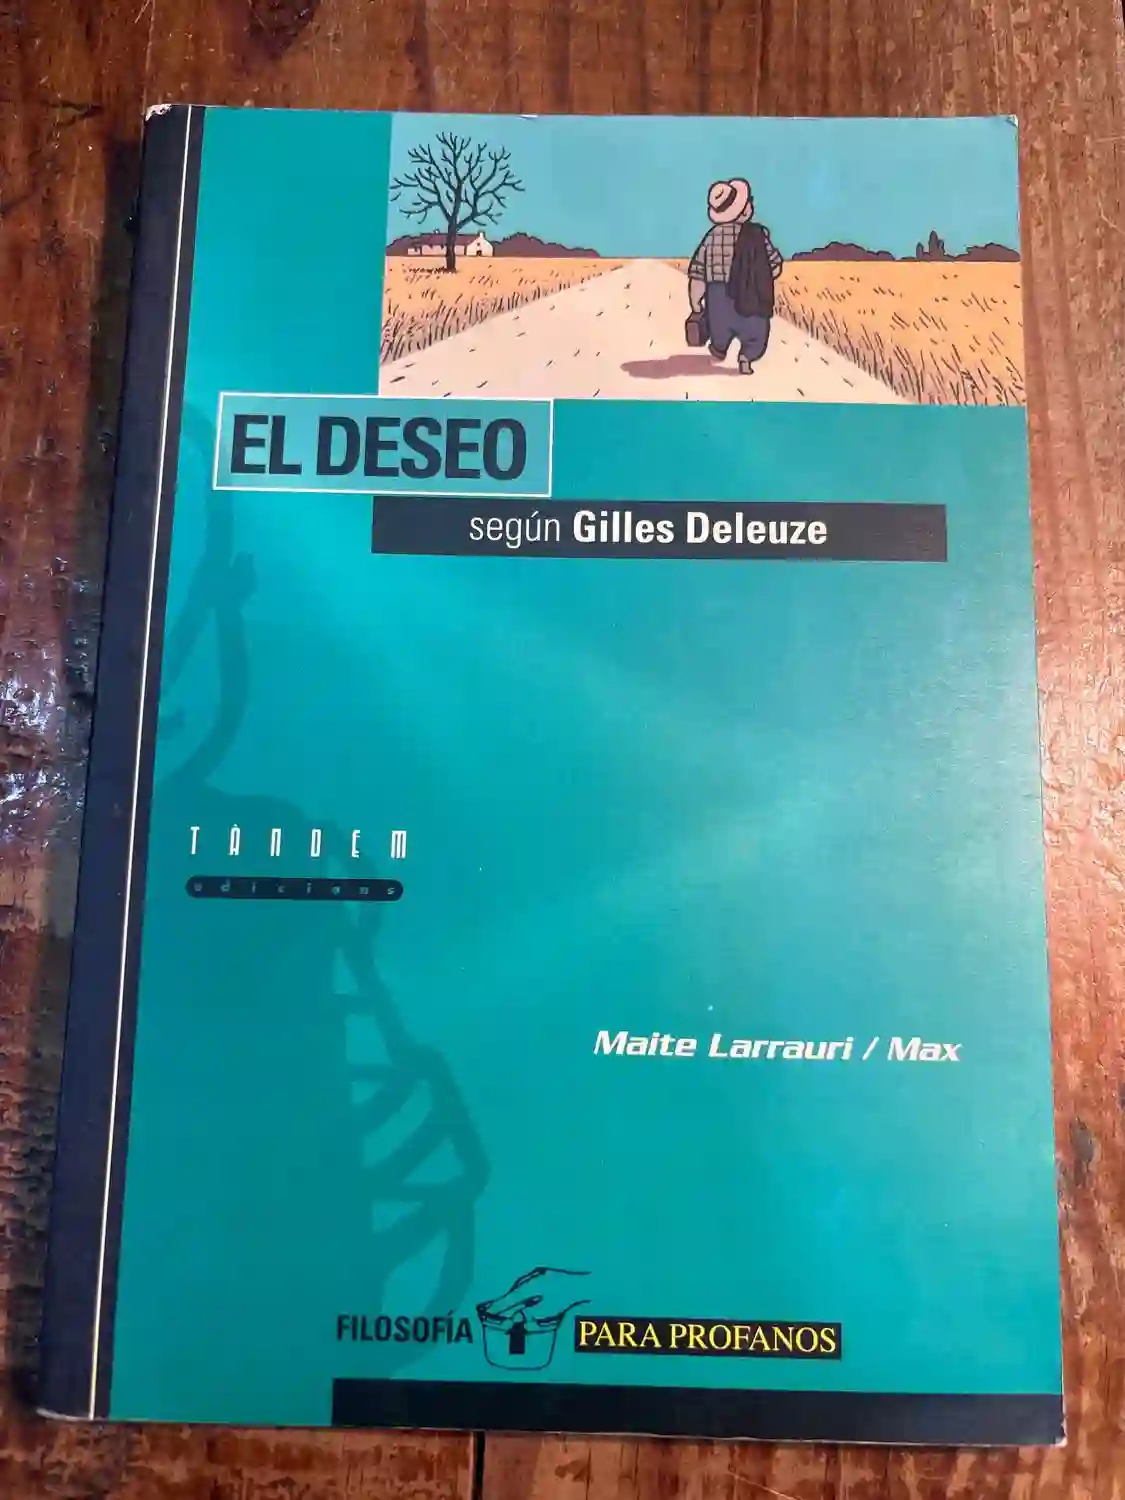 EL DESEO
según Gilles Deleuze
TÀNDEM
edicions
Maite Larrauri / Max
FILOSOFÍA PARA PROFANOS